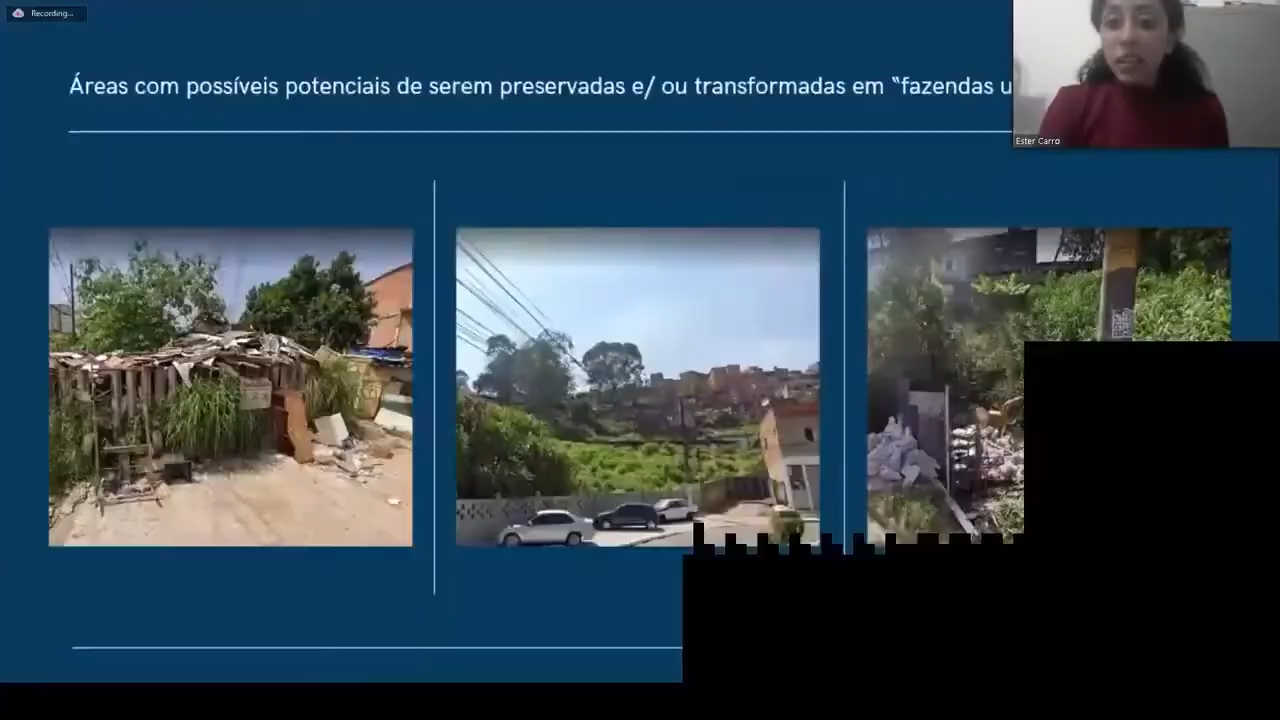 Recording...
Áreas com possíveis potenciais de serem preservadas e/ ou transformadas em “fazendas
Ester Carro